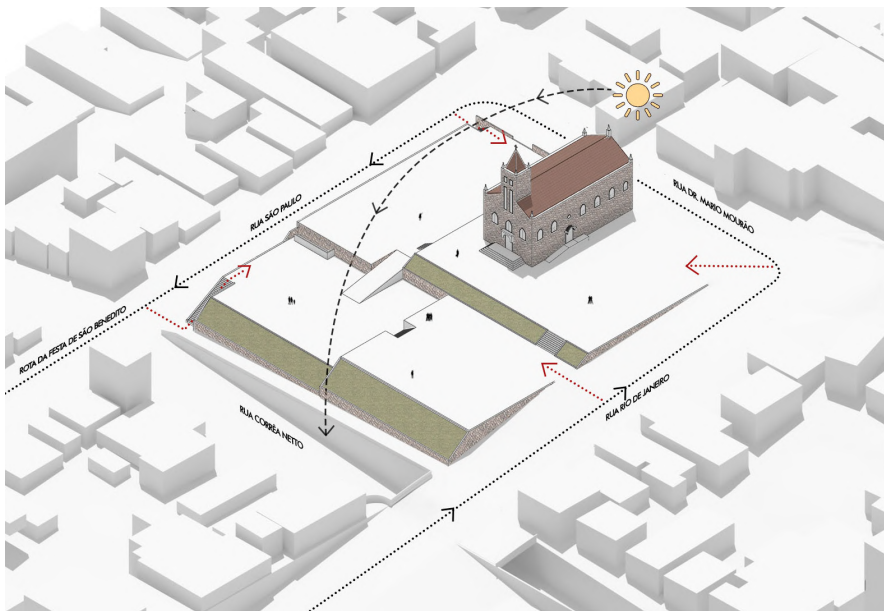 RUA DR. MARIO MOURÃO
RUA SÃO PAULO
ROTA DA FESTA DE SÃO BENEDITO
RUA RIO DE JANEIRO
RUA CORRÊA NETTO